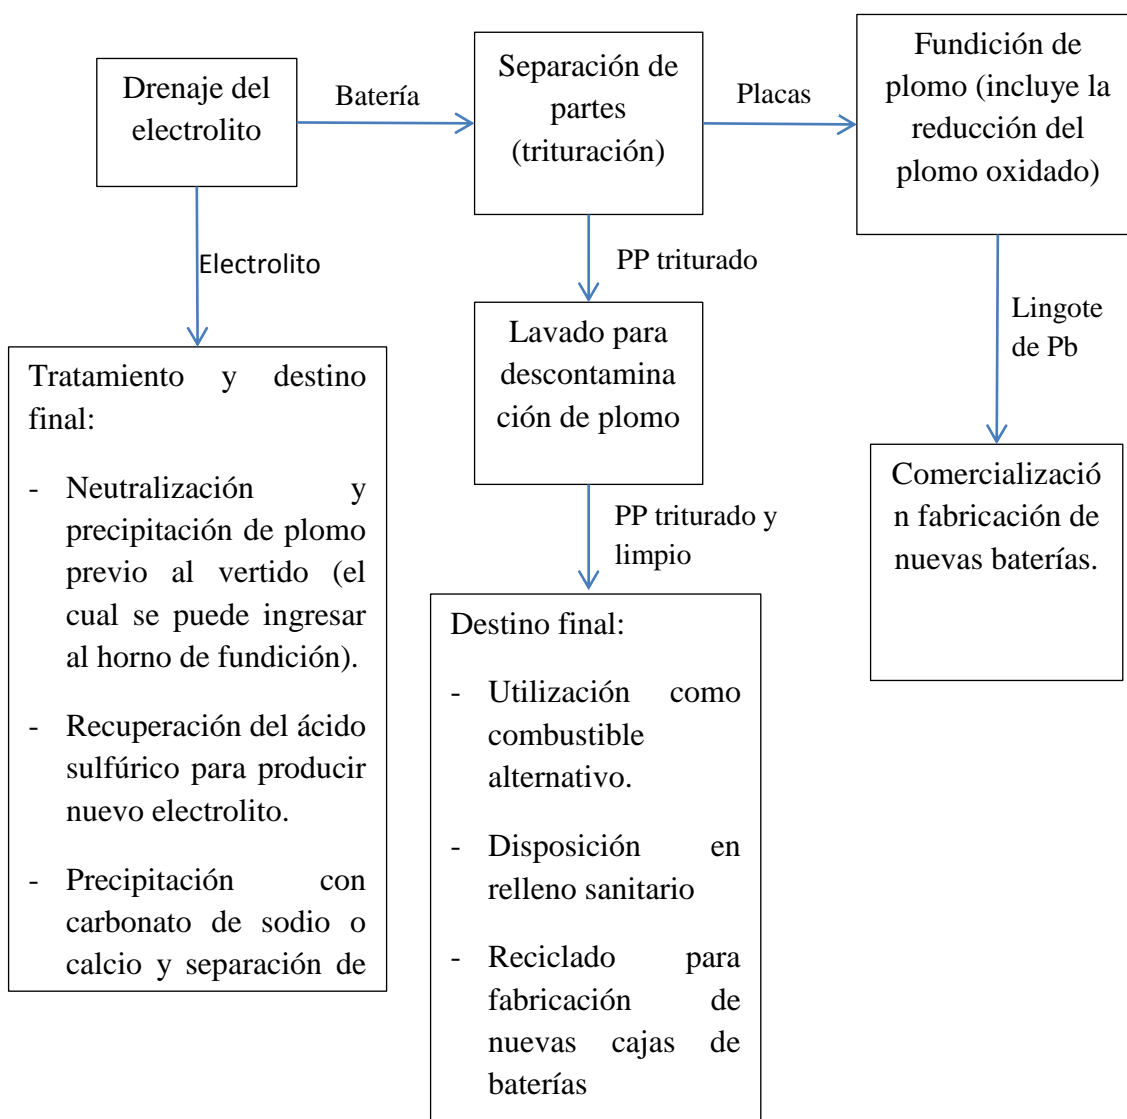 Drenaje del
electrolito
Batería
Separación de
partes
(trituración)
Placas
Fundición de
plomo (incluye la
reducción del
plomo oxidado)
Electrolito
PP triturado
Lingote
de Pb
Tratamiento y destino
final:
- Neutralización y
precipitación de plomo
previo al vertido (el
cual se puede ingresar
al horno de fundición).
- Recuperación del ácido
sulfúrico para producir
nuevo electrolito.
- Precipitación con
carbonato de sodio o
calcio y separación de
Lavado para
descontamina
ción de plomo
PP triturado y
limpio
Destino final:
- Utilización como
combustible
alternativo.
- Disposición en
relleno sanitario
- Reciclado para
fabricación de
nuevas cajas de
baterías
Comercializació
n fabricación de
nuevas baterías.